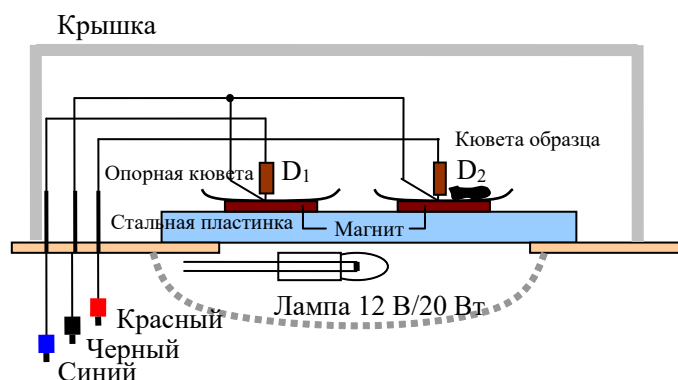 Крышка
Кювета образца
Опорная кювета
D₁
D₂
Стальная пластинка
Магнит
Лампа 12 В/20 Вт
Красный
Черный
Синий